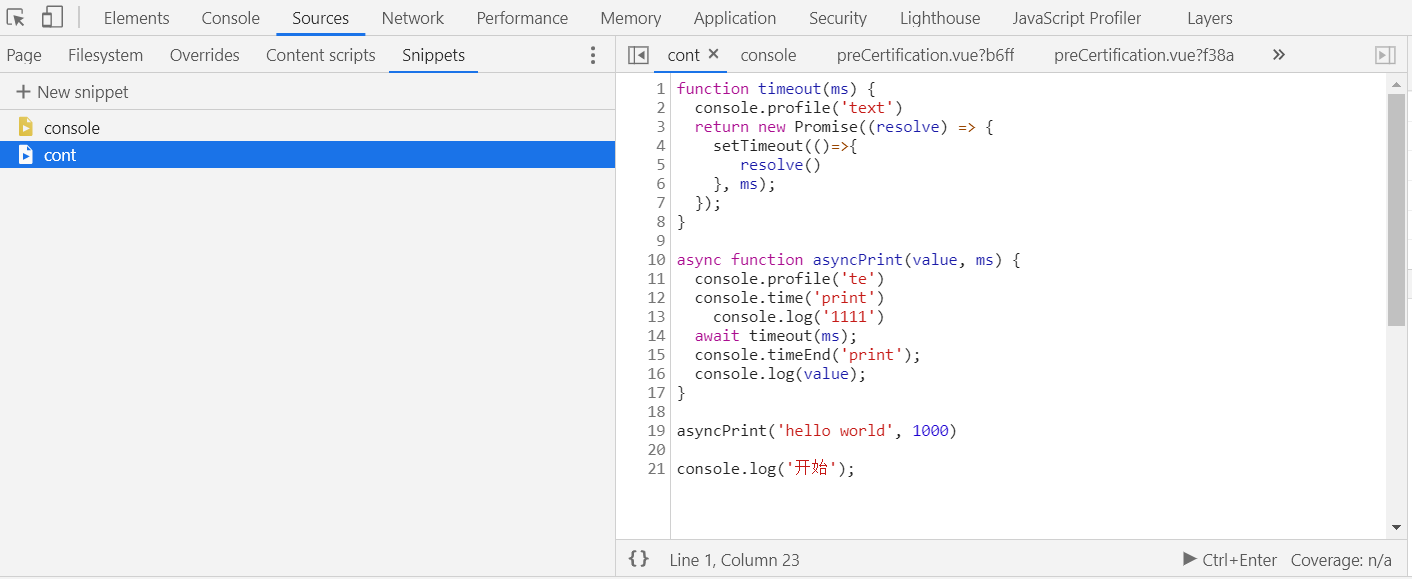 Elements Console Sources Network Performance Memory Application Security Lighthouse JavaScript Profiler Layers
Page Filesystem Overrides Content scripts Snippets
cont × console preCertification.vue?b6ff preCertification.vue?f38a »
+ New snippet
console
cont
1 function timeout(ms) {
2   console.profile('text')
3   return new Promise((resolve) => {
4     setTimeout(()=>{
5        resolve()
6     }, ms);
7   });
8 }
9
10 async function asyncPrint(value, ms) {
11   console.profile('te')
12   console.time('print')
13     console.log('1111')
14   await timeout(ms);
15   console.timeEnd('print');
16   console.log(value);
17 }
18
19 asyncPrint('hello world', 1000)
20
21 console.log('开始');
{} Line 1, Column 23 Ctrl+Enter Coverage: n/a